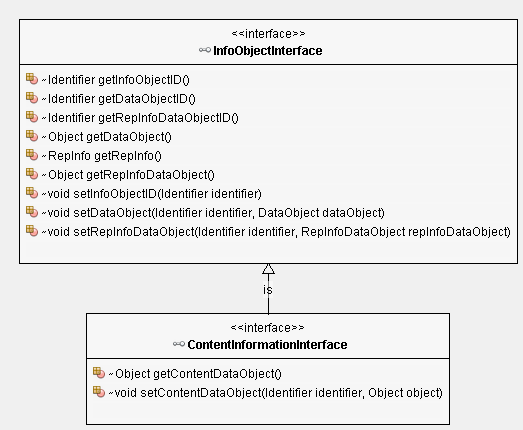 <<interface>>
InfoObjectInterface
~Identifier getInfoObjectID()
~Identifier getDataObjectID()
~Identifier getRepInfoDataObjectID()
~Object getDataObject()
~RepInfo getRepInfo()
~Object getRepInfoDataObject()
~void setInfoObjectID(Identifier identifier)
~void setDataObject(Identifier identifier, DataObject dataObject)
~void setRepInfoDataObject(Identifier identifier, RepInfoDataObject repInfoDataObject)
is
<<interface>>
ContentInformationInterface
~Object getContentDataObject()
~void setContentDataObject(Identifier identifier, Object object)